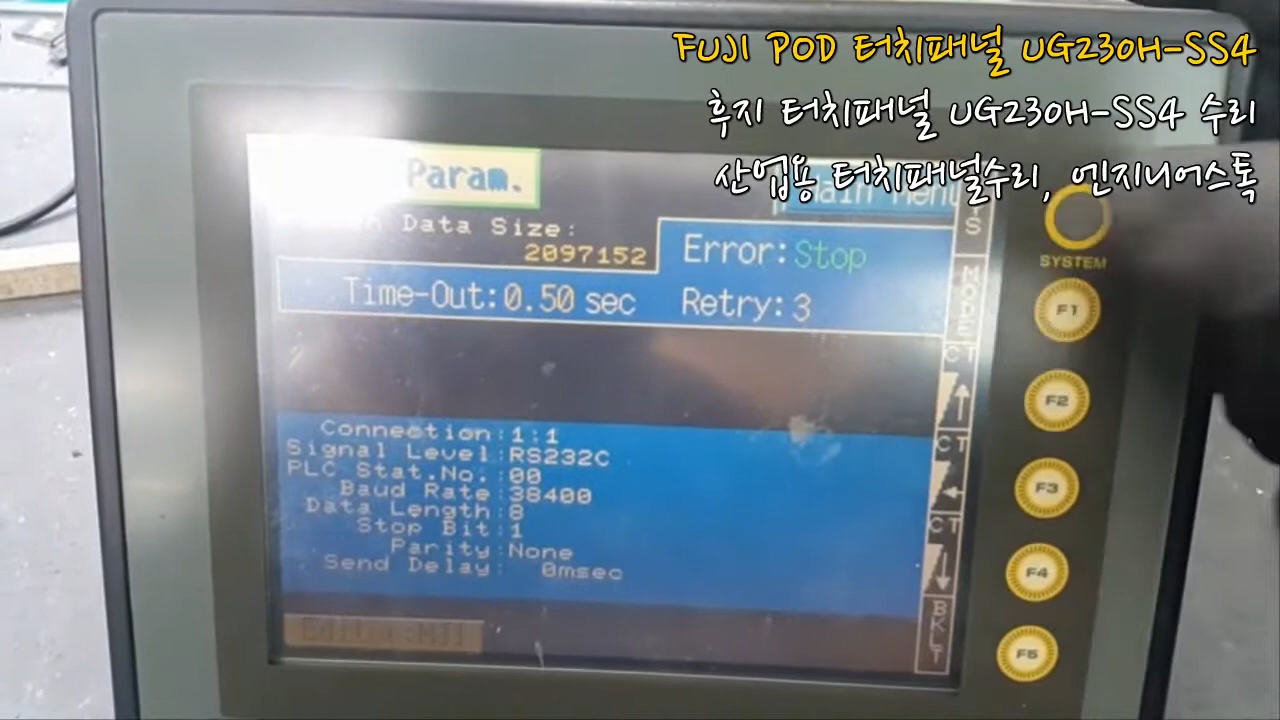 FUJI POD 터치패널 UG230H-SS4
후지 터치패널 UG230H-SS4 수리
산업용 터치패널수리, 엔지니어스톡
Param.
Main Menu
Data Size:
2097152
Error:Stop
Time-Out:0.50 sec Retry:3
Connection:1:1
Signal Level:RS232C
PLC Stat.No.:00
Baud Rate:38400
Data Length:8
Stop Bit:1
Parity:None
Send Delay: 0msec
SYSTEM
F1
F2
F3
F4
F5
MODE
CT
↑
CT
←
CT
↓
BKLT